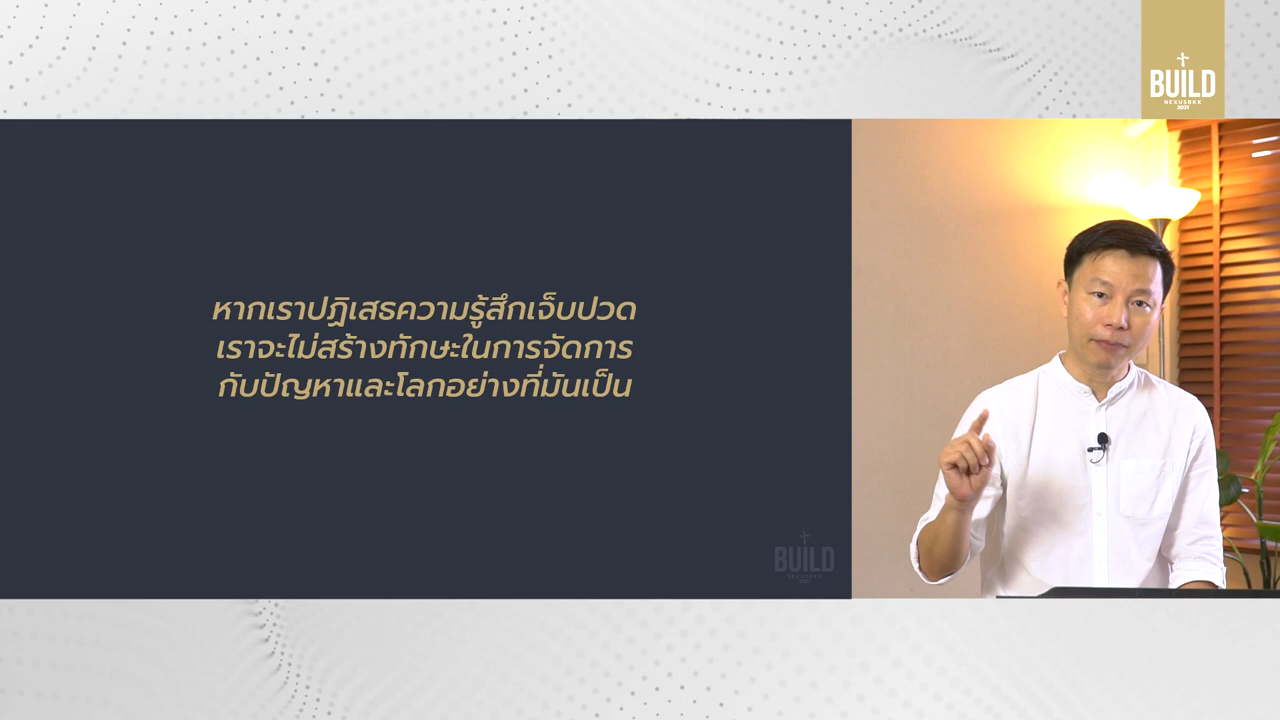 BUILD
NEXUSBKK
2021
หากเราปฏิเสธความรู้สึกเจ็บปวด
เราจะไม่สร้างทักษะในการจัดการ
กับปัญหาและโลกอย่างที่มันเป็น
BUILD
NEXUSBKK
2021